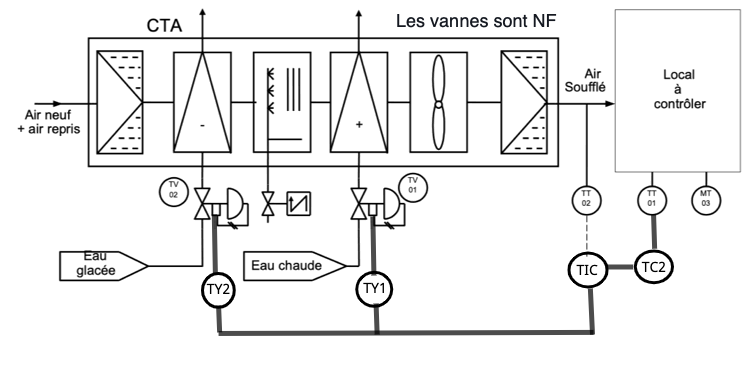 CTA
Les vannes sont NF
Air
Soufflé
Local
à
contrôler
Air neuf
+ air repris
-
+
TV
02
TV
01
TT
02
TT
01
MT
03
Eau
glacée
Eau chaude
TY2
TY1
TIC
TC2